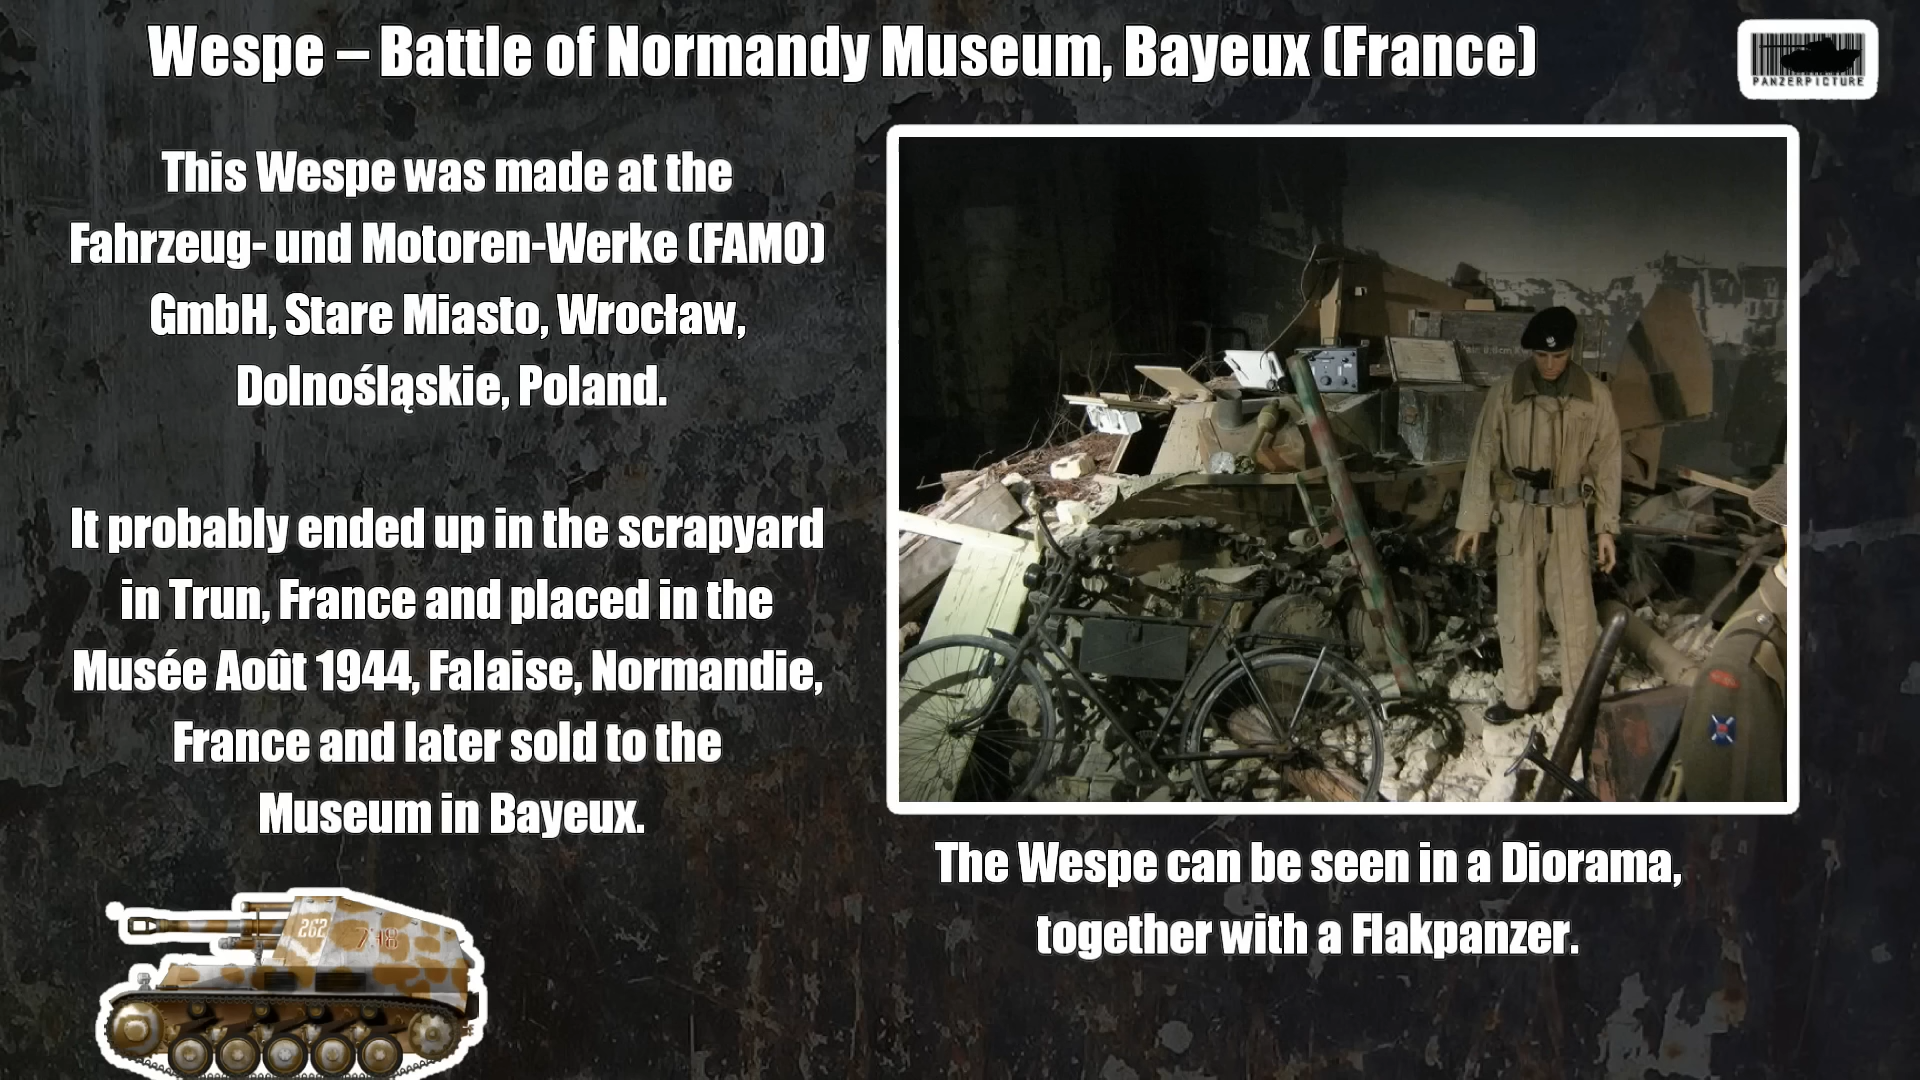 Wespe – Battle of Normandy Museum, Bayeux (France)
PANZERPICTURE
This Wespe was made at the
Fahrzeug- und Motoren-Werke (FAMO)
GmbH, Stare Miasto, Wrocław,
Dolnośląskie, Poland.
It probably ended up in the scrapyard
in Trun, France and placed in the
Musée Août 1944, Falaise, Normandie,
France and later sold to the
Museum in Bayeux.
The Wespe can be seen in a Diorama,
together with a Flakpanzer.
262